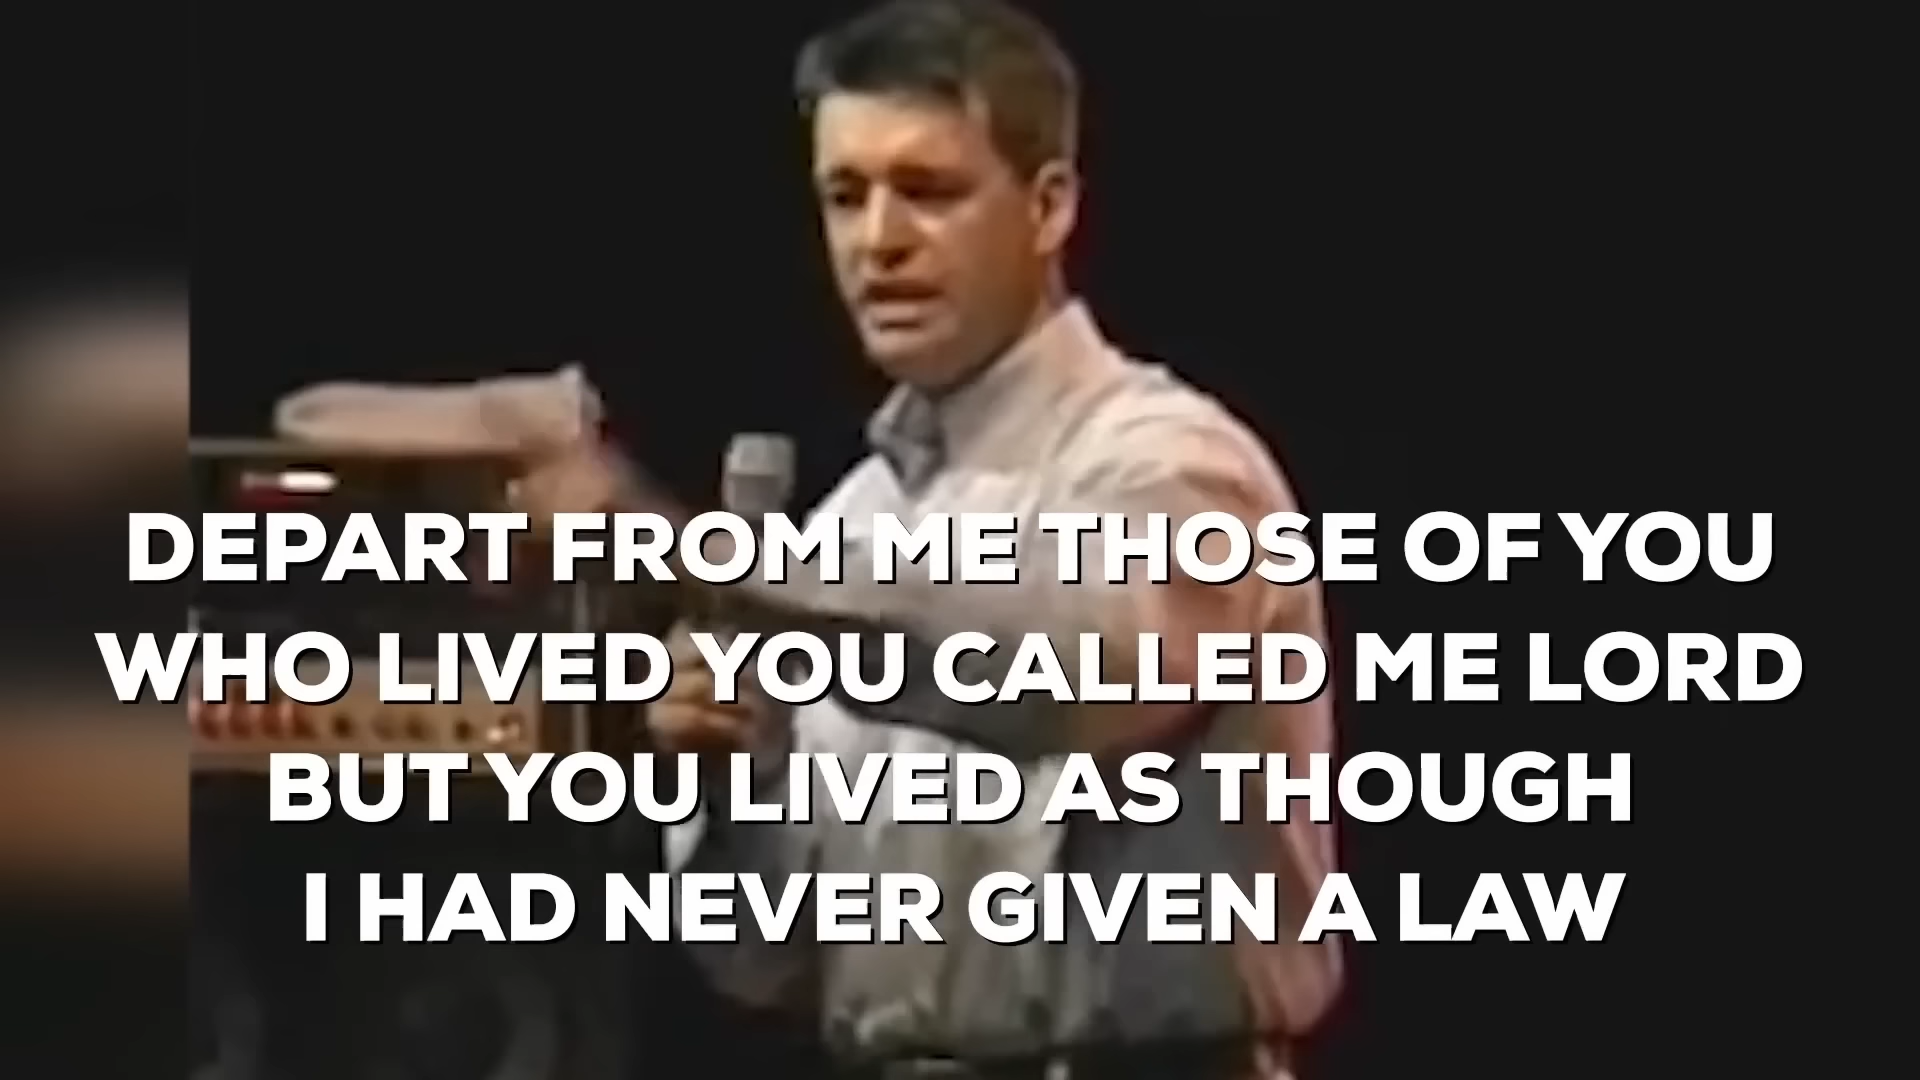 DEPART FROM ME THOSE OF YOU
WHO LIVED YOU CALLED ME LORD
BUT YOU LIVED AS THOUGH
I HAD NEVER GIVEN A LAW